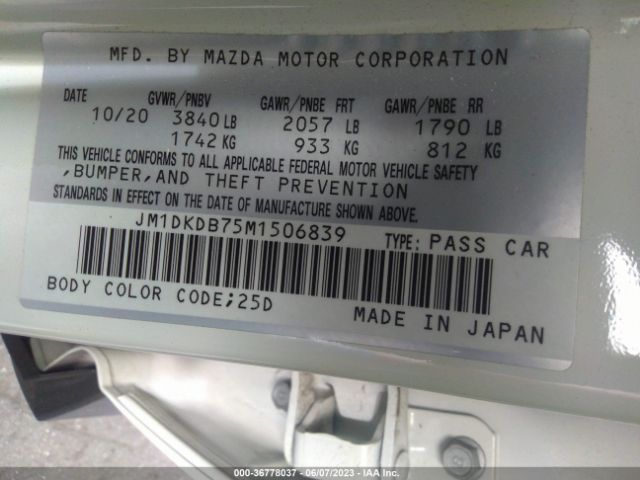 MFD. BY MAZDA MOTOR CORPORATION
DATE GVWR/PNBV GAWR/PNBE FRT GAWR/PNBE RR
10/20 3840 LB 2057 LB 1790 LB
1742 KG 933 KG 812 KG
THIS VEHICLE CONFORMS TO ALL APPLICABLE FEDERAL MOTOR VEHICLE SAFETY
,BUMPER,AND THEFT PREVENTION
STANDARDS IN EFFECT ON THE DATE OF MANUFACTURE SHOWN ABOVE.
JM1DKDB75M1506839 TYPE: PASS CAR
BODY COLOR CODE;25D
MADE IN JAPAN
000-36778037 - 06/07/2023 - IAA Inc.